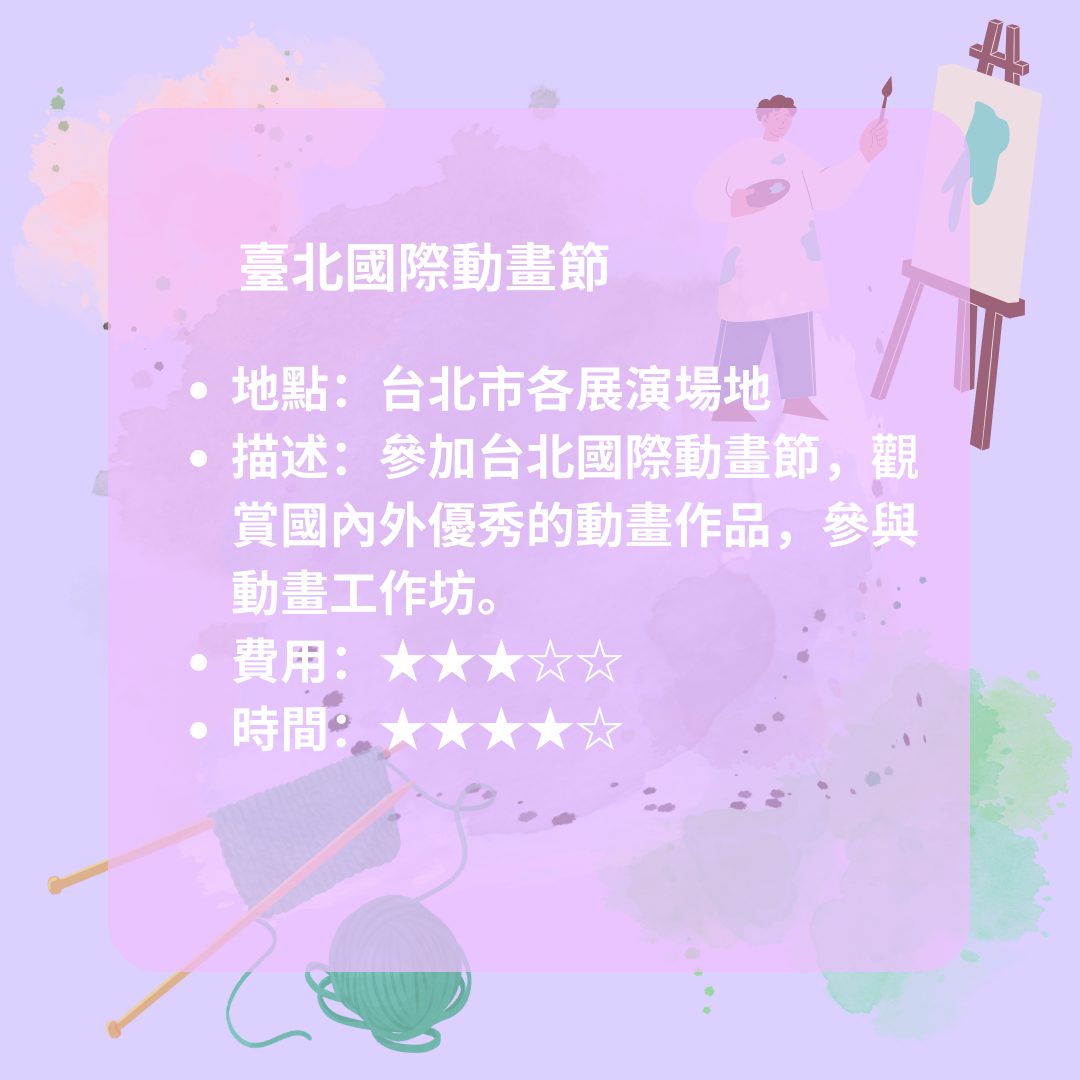 臺北國際動畫節
• 地點：台北市各展演場地
• 描述：參加台北國際動畫節，觀
賞國內外優秀的動畫作品，參與
動畫工作坊。
• 費用：★★★☆☆
• 時間：★★★★☆